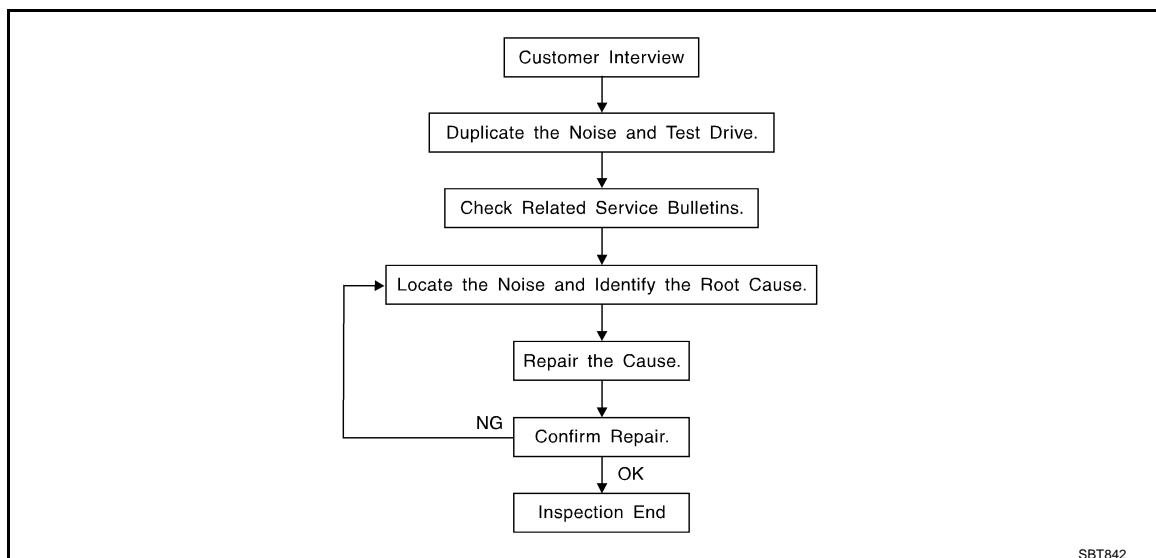 Customer Interview
Duplicate the Noise and Test Drive.
Check Related Service Bulletins.
Locate the Noise and Identify the Root Cause.
Repair the Cause.
NG
Confirm Repair.
OK
Inspection End
SBT842